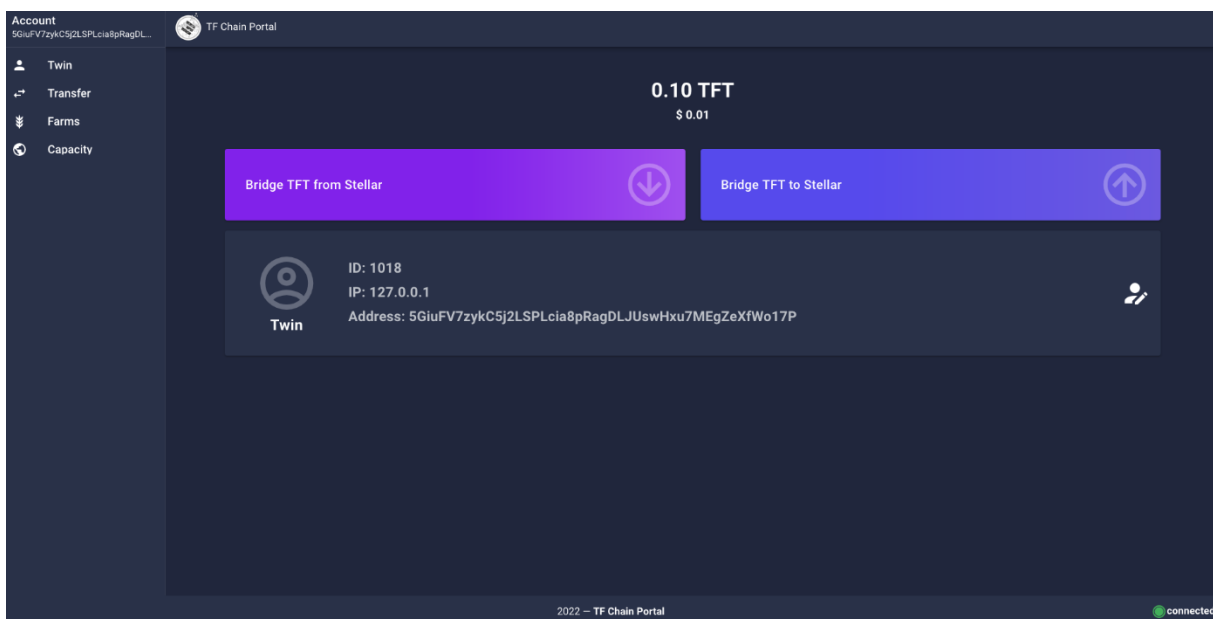 Account
5GiuFV7zykC5j2LSPLcia8pRagDL...
TF Chain Portal
Twin
Transfer
Farms
Capacity
0.10 TFT
$ 0.01
Bridge TFT from Stellar
Bridge TFT to Stellar
ID: 1018
IP: 127.0.0.1
Address: 5GiuFV7zykC5j2LSPLcia8pRagDLJUswHxu7MEgZeXfWo17P
Twin
2022 — TF Chain Portal
connected